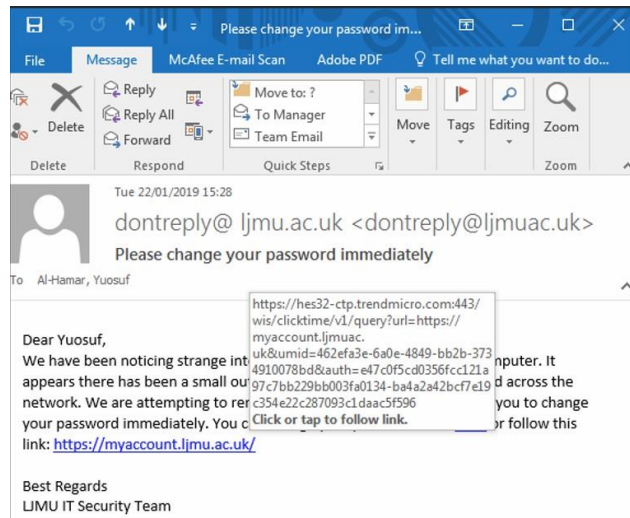 Please change your password im...
File Message McAfee E-mail Scan Adobe PDF Tell me what you want to do...
Delete
Reply
Reply All
Forward
Move to: ?
To Manager
Team Email
Move
Tags
Editing
Zoom
Delete Respond Quick Steps Zoom
Tue 22/01/2019 15:28
dontreply@ ljmu.ac.uk <dontreply@ljmuac.uk>
Please change your password immediately
To Al-Hamar, Yuosuf
https://hes32-ctp.trendmicro.com:443/
wis/clicktime/v1/query?url=https://
myaccount.ljmuac.
uk&umid=462efa3e-6a0e-4849-bb2b-373
4910078bd&auth=e47c0f5cd0356fcc121a
97c7bb229bb003fa0134-ba4a2a42bcf7e19
c354e22c287093c1daac5f596
Click or tap to follow link.
Dear Yuosuf,
We have been noticing strange mputer. It
appears there has been a small across the
network. We are attempting to you to change
your password immediately. You or follow this
link: https://myaccount.ljmu.ac.uk/
Best Regards
LJMU IT Security Team